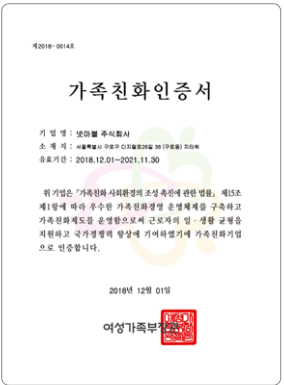 제2018-0014호
가족친화인증서
기 업 명 : 넷마블 주식회사
소 재 지 : 서울특별시 구로구 디지털로26길 38 (구로동) 지타워
유효기간 : 2018.12.01~2021.11.30
위 기업은 「가족친화 사회환경의 조성 촉진에 관한 법률」 제15조
제1항에 따라 우수한 가족친화경영 운영체제를 구축하고
가족친화제도를 운영함으로써 근로자의 일·생활 균형을
지원하고 국가경쟁력 향상에 기여하였기에 가족친화기업
으로 인증합니다.
2018년 12월 01일
여성가족부장관